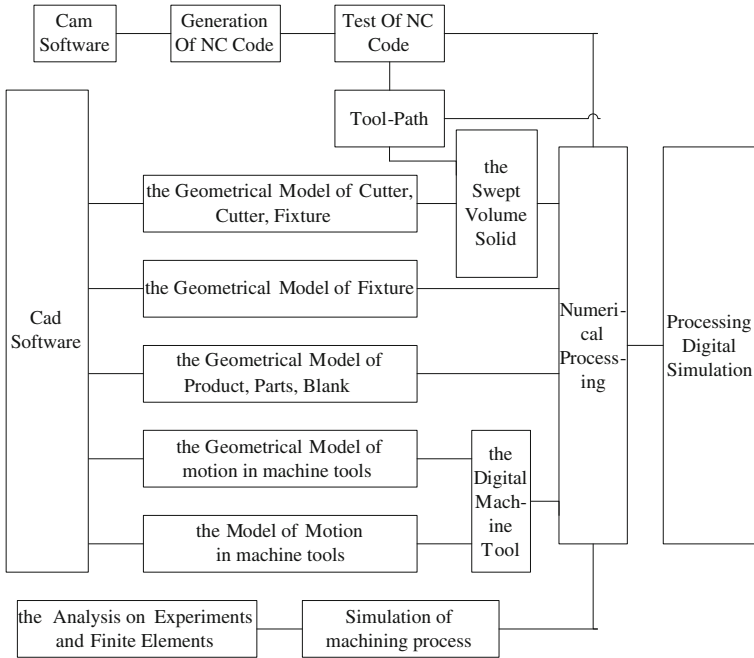 Cam
Software
Generation
Of NC Code
Test Of NC
Code
Tool-Path
the
Swept
Volume
Solid
the Geometrical Model of Cutter,
Cutter, Fixture
the Geometrical Model of Fixture
Cad
Software
the Geometrical Model of
Product, Parts, Blank
the Geometrical Model of
motion in machine tools
the Model of Motion
in machine tools
the
Digital
Mach-
ine
Tool
Numeri-
cal
Process-
ing
Processing
Digital
Simulation
the Analysis on Experiments
and Finite Elements
Simulation of
machining process